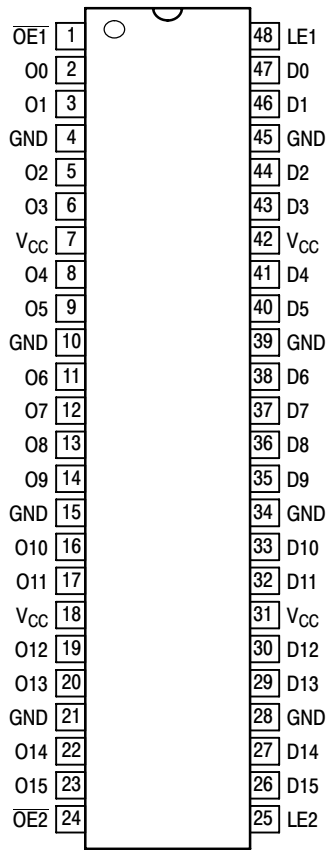 O̅E̅1̅ 1 48 LE1
O0 2 47 D0
O1 3 46 D1
GND 4 45 GND
O2 5 44 D2
O3 6 43 D3
VCC 7 42 VCC
O4 8 41 D4
O5 9 40 D5
GND 10 39 GND
O6 11 38 D6
O7 12 37 D7
O8 13 36 D8
O9 14 35 D9
GND 15 34 GND
O10 16 33 D10
O11 17 32 D11
VCC 18 31 VCC
O12 19 30 D12
O13 20 29 D13
GND 21 28 GND
O14 22 27 D14
O15 23 26 D15
O̅E̅2̅ 24 25 LE2